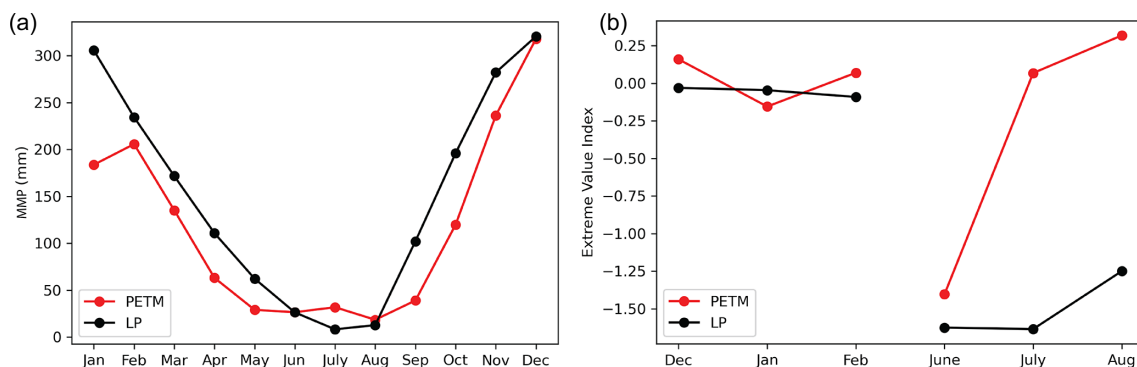 (a)
MMP (mm)
300
250
200
150
100
50
0
PETM
LP
Jan Feb Mar Apr May Jun July Aug Sep Oct Nov Dec
(b)
Extreme Value Index
0.25
0.00
−0.25
−0.50
−0.75
−1.00
−1.25
−1.50
PETM
LP
Dec Jan Feb June July Aug